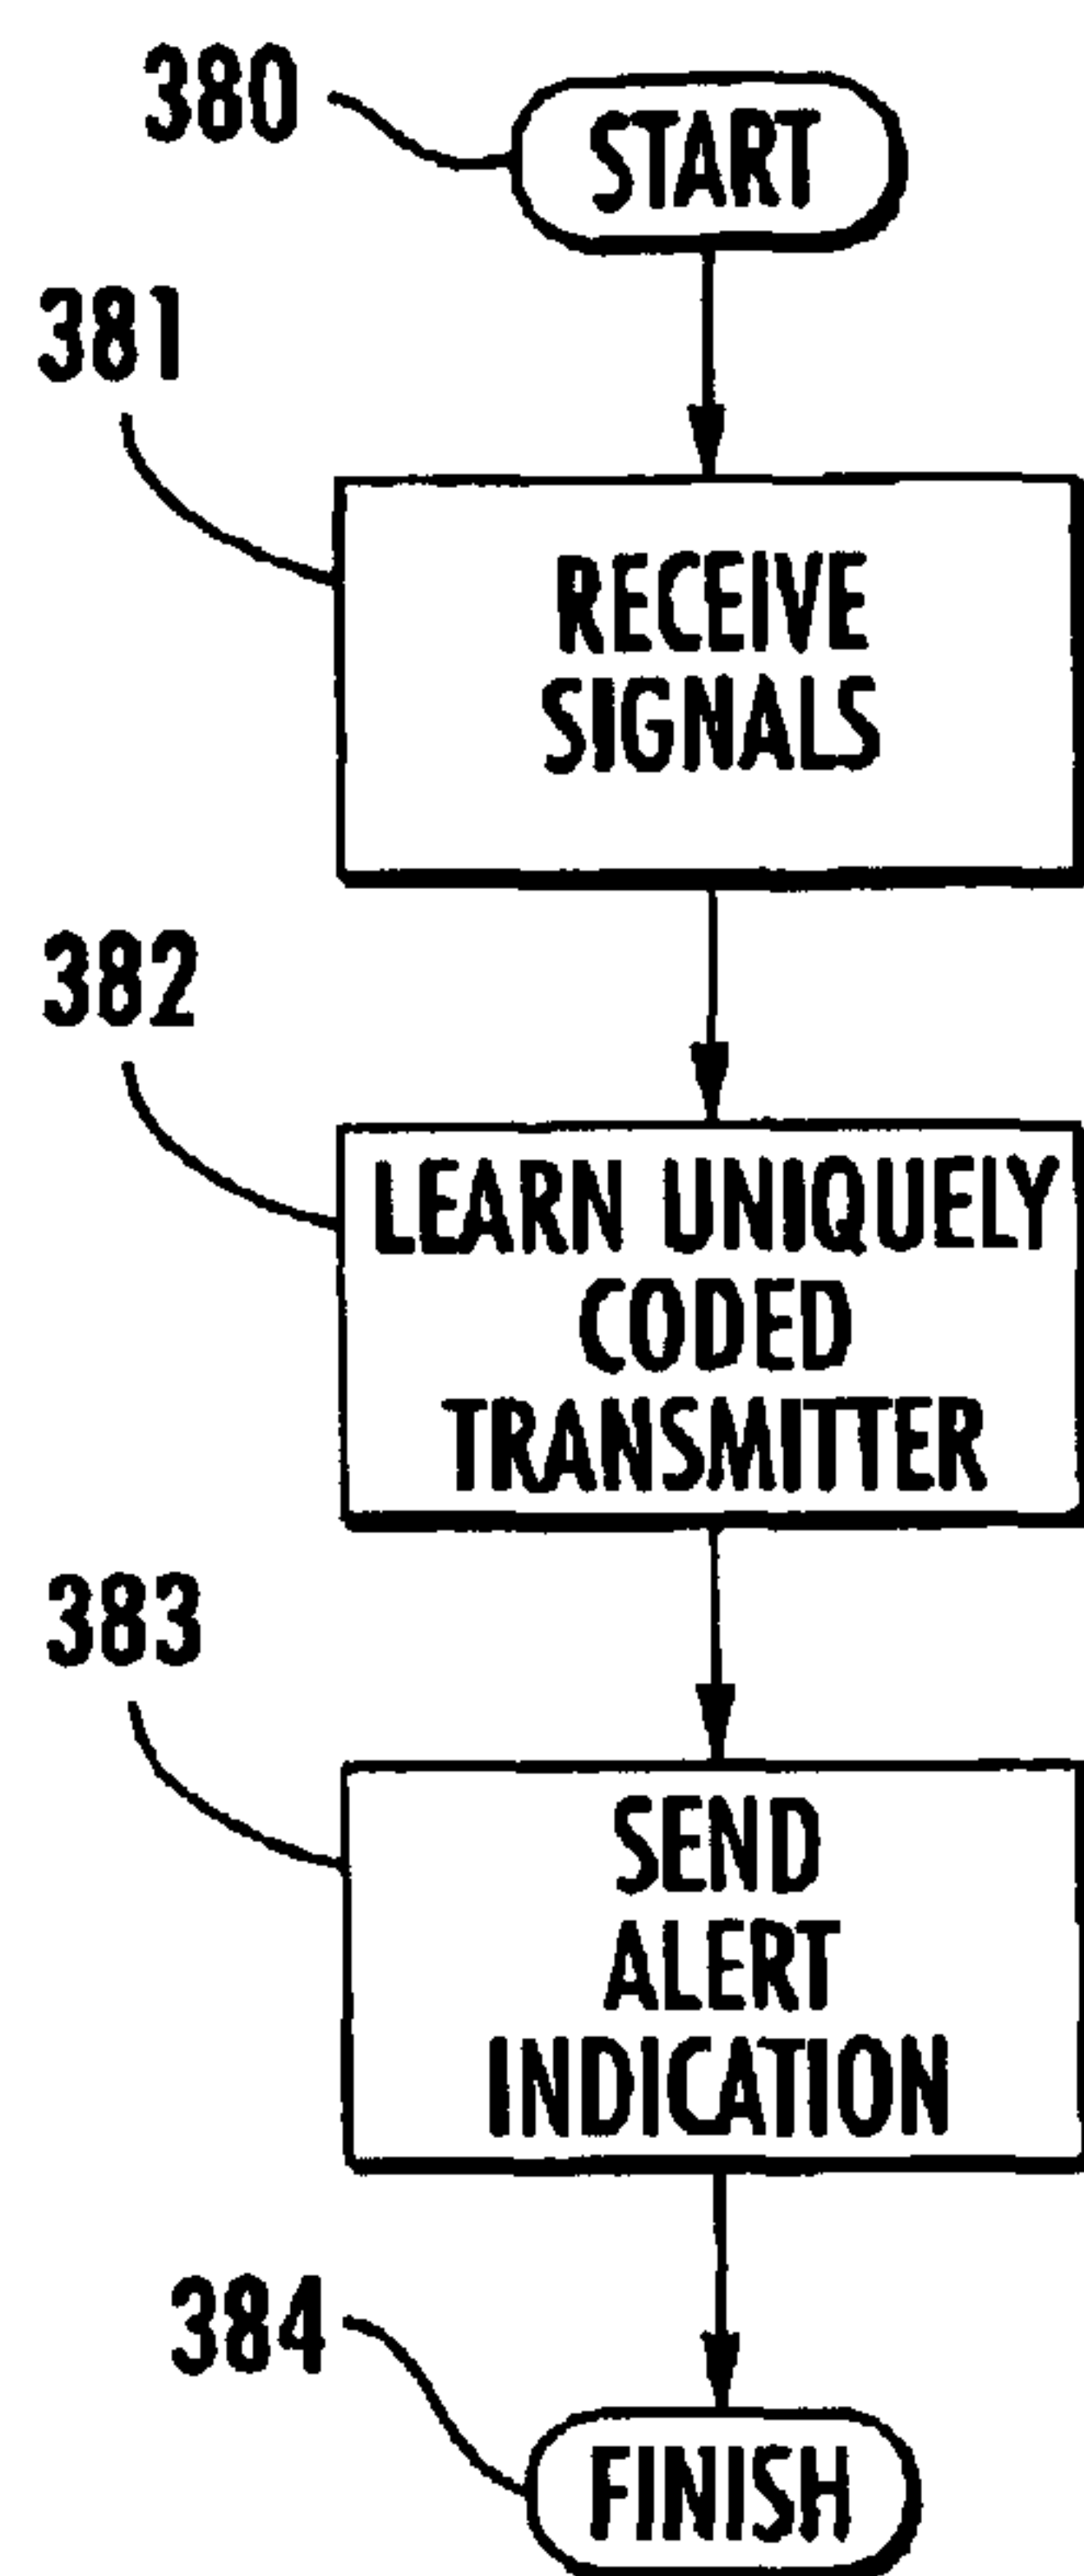 380
START
381
RECEIVE
SIGNALS
382
LEARN UNIQUELY
CODED
TRANSMITTER
383
SEND
ALERT
INDICATION
384
FINISH